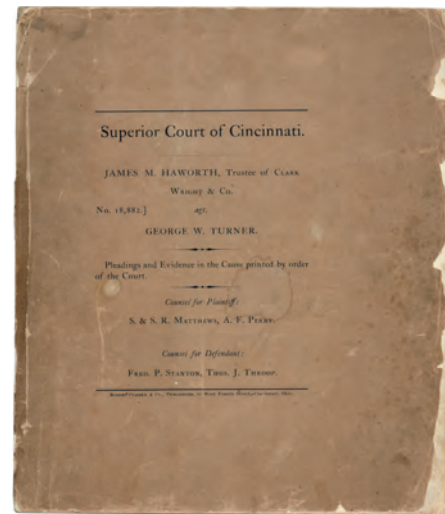 Superior Court of Cincinnati.
JAMES M. HAWORTH, Trustee of CLARK
WRIGHT & CO.
No. 18,882.] agt.
GEORGE W. TURNER.
Pleadings and Evidence in the Cause printed by order
of the Court.
Counsel for Plaintiff:
S. & S. R. MATTHEWS, A. F. PERRY.
Counsel for Defendant:
FRED. P. STANTON, THOS. J. THROOP.
& CO.,